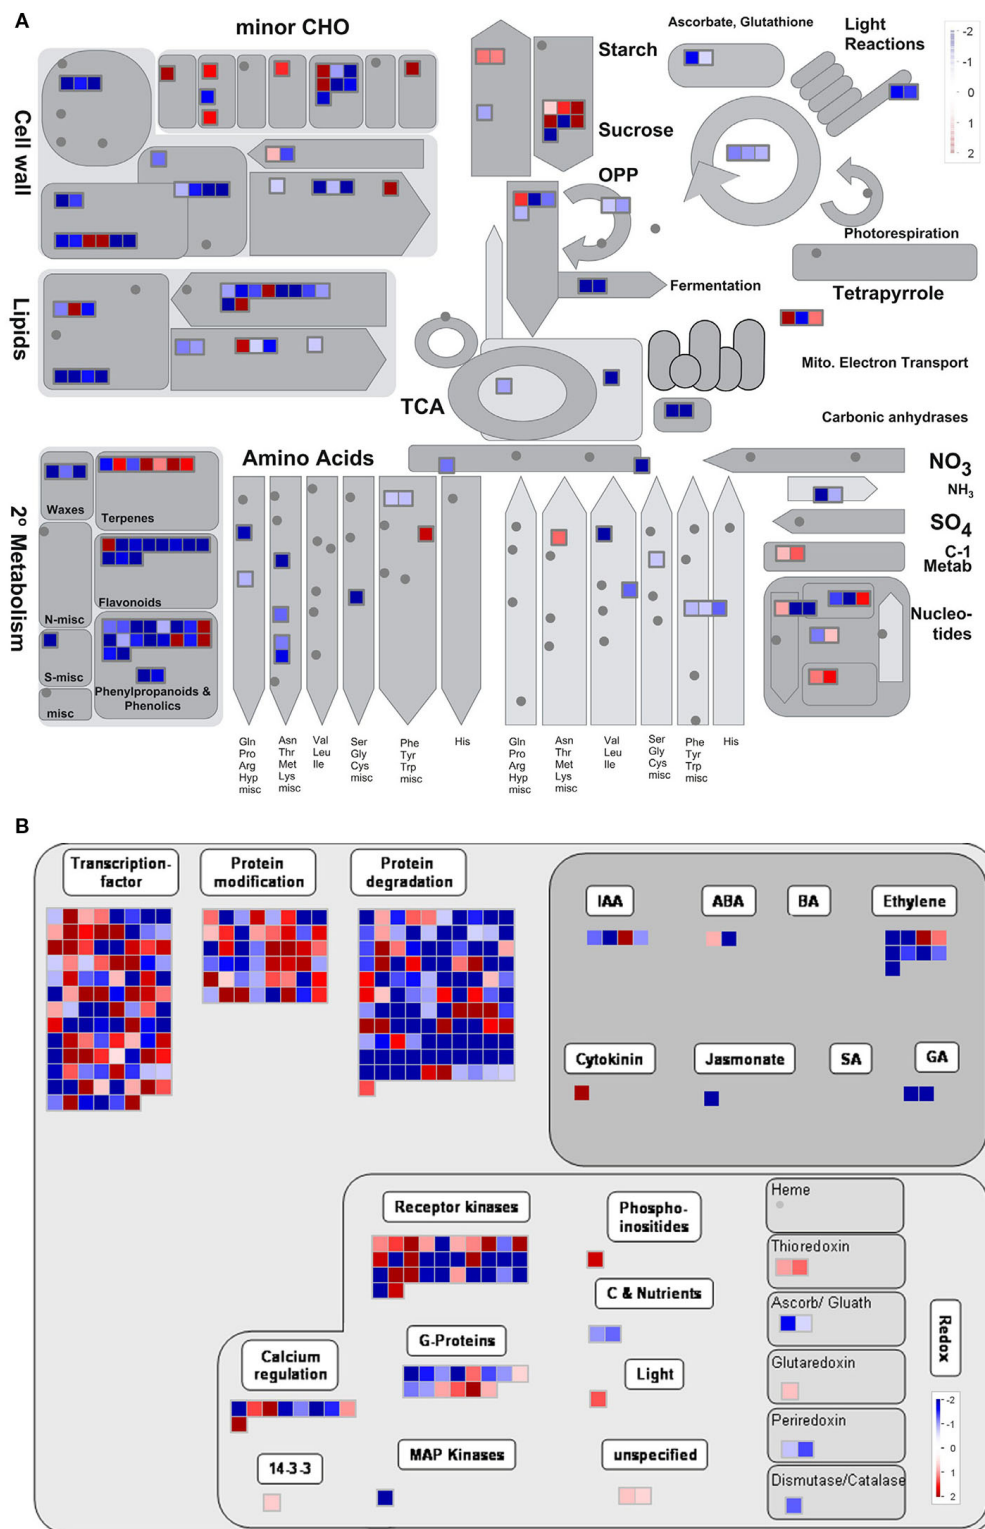 A
minor CHO
Cell wall
Starch
Sucrose
OPP
Ascorbate, Glutathione
Light
Reactions
-2
-1
0
1
2
Photorespiration
Tetrapyrrole
Fermentation
Mito. Electron Transport
Carbonic anhydrases
TCA
Lipids
Amino Acids
NO3
NH3
SO4
C-1
Metab
Nucleo-
tides
2º Metabolism
Waxes
Terpenes
Flavonoids
N-misc
S-misc
misc
Phenylpropanoids &
Phenolics
Gln
Pro
Arg
Hyp
misc
Asn
Thr
Met
Lys
misc
Val
Leu
Ile
Ser
Gly
Cys
misc
Phe
Tyr
Trp
misc
His
Gln
Pro
Arg
Hyp
misc
Asn
Thr
Met
Lys
misc
Val
Leu
Ile
Ser
Gly
Cys
misc
Phe
Tyr
Trp
misc
His
B
Transcription-
factor
Protein
modification
Protein
degradation
IAA
ABA
BA
Ethylene
Cytokinin
Jasmonate
SA
GA
Receptor kinases
Phospho-
inositides
C & Nutrients
G-Proteins
Light
Calcium
regulation
MAP Kinases
unspecified
14-3-3
Heme
Thioredoxin
Ascorb/ Gluath
Glutaredoxin
Periredoxin
Dismutase/Catalase
Redox
-2
-1
0
1
2